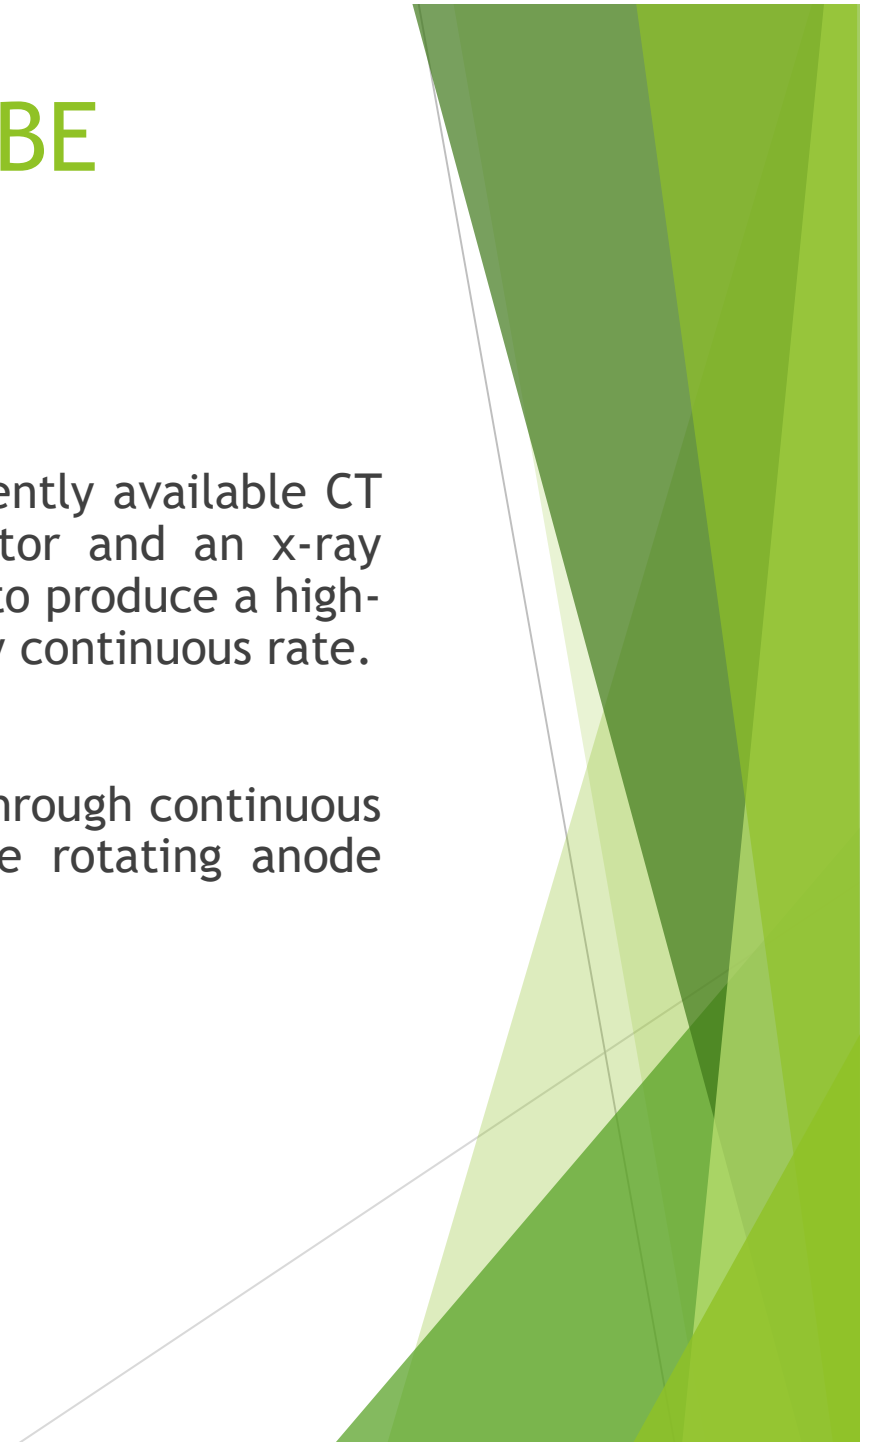 BE
ently available CT
tor and an x-ray
to produce a high-
y continuous rate.
hrough continuous
e rotating anode